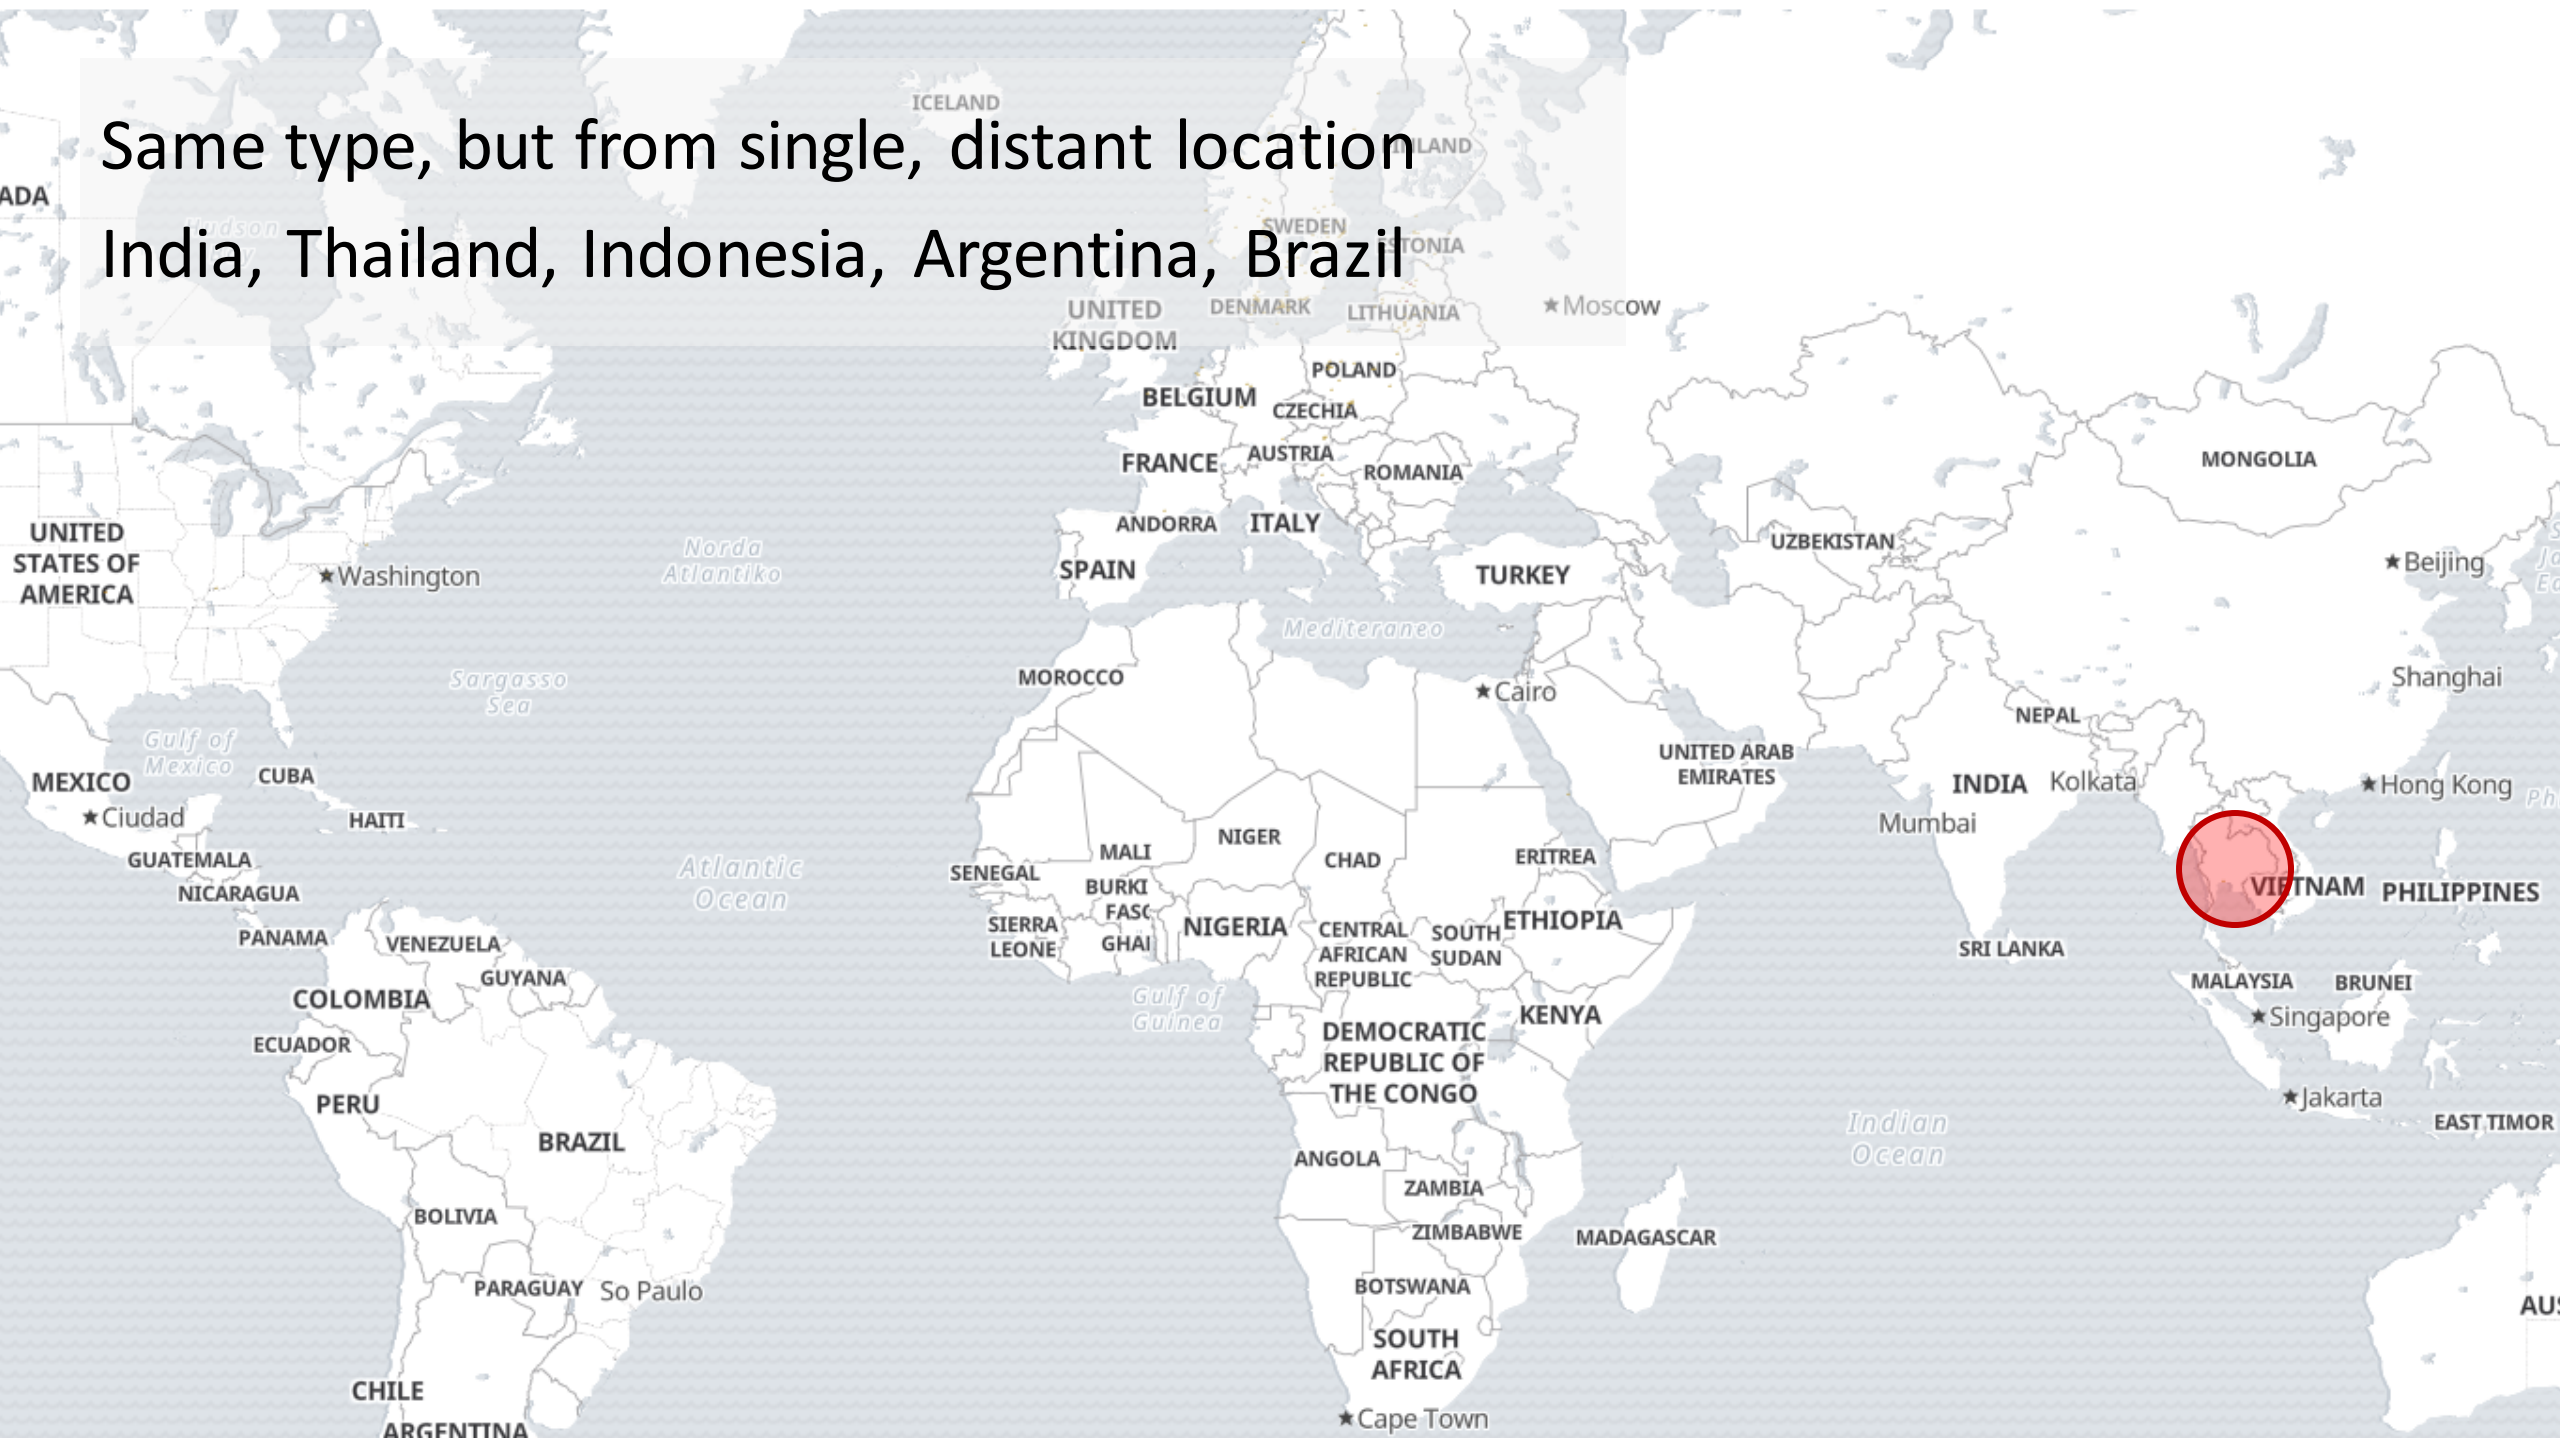 Same type, but from single, distant location
India, Thailand, Indonesia, Argentina, Brazil
ICELAND
SWEDEN
DENMARK
LITHUANIA
★Moscow
UNITED
KINGDOM
POLAND
BELGIUM
CZECHIA
FRANCE
AUSTRIA
ROMANIA
MONGOLIA
ANDORRA
ITALY
SPAIN
TURKEY
UZBEKISTAN
★Beijing
UNITED
STATES OF
AMERICA
★Washington
Norda
Atlantiko
Mediteraneo
Sargasso
Sea
MOROCCO
★Cairo
Shanghai
NEPAL
Gulf of
Mexico
MEXICO
CUBA
★Ciudad
HAITI
UNITED ARAB
EMIRATES
INDIA
Kolkata
★Hong Kong
Mumbai
GUATEMALA
NICARAGUA
PANAMA
VENEZUELA
GUYANA
COLOMBIA
ECUADOR
PERU
BRAZIL
BOLIVIA
PARAGUAY
So Paulo
CHILE
ARGENTINA
Atlantic
Ocean
SENEGAL
MALI
NIGER
CHAD
ERITREA
BURKI
FASC
SIERRA
LEONE
GHAI
NIGERIA
CENTRAL
AFRICAN
REPUBLIC
SOUTH
SUDAN
ETHIOPIA
Gulf of
Guinea
KENYA
DEMOCRATIC
REPUBLIC OF
THE CONGO
ANGOLA
ZAMBIA
ZIMBABWE
MADAGASCAR
BOTSWANA
SOUTH
AFRICA
★Cape Town
SRI LANKA
VIETNAM
PHILIPPINES
MALAYSIA
BRUNEI
★Singapore
★Jakarta
EAST TIMOR
Indian
Ocean